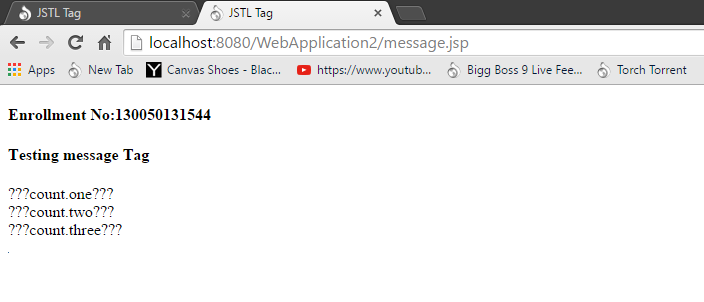 JSTL Tag
JSTL Tag
localhost:8080/WebApplication2/message.jsp
Apps New Tab Canvas Shoes - Blac... https://www.youtub... Bigg Boss 9 Live Fee... Torch Torrent
Enrollment No:130050131544
Testing message Tag
???count.one???
???count.two???
???count.three???